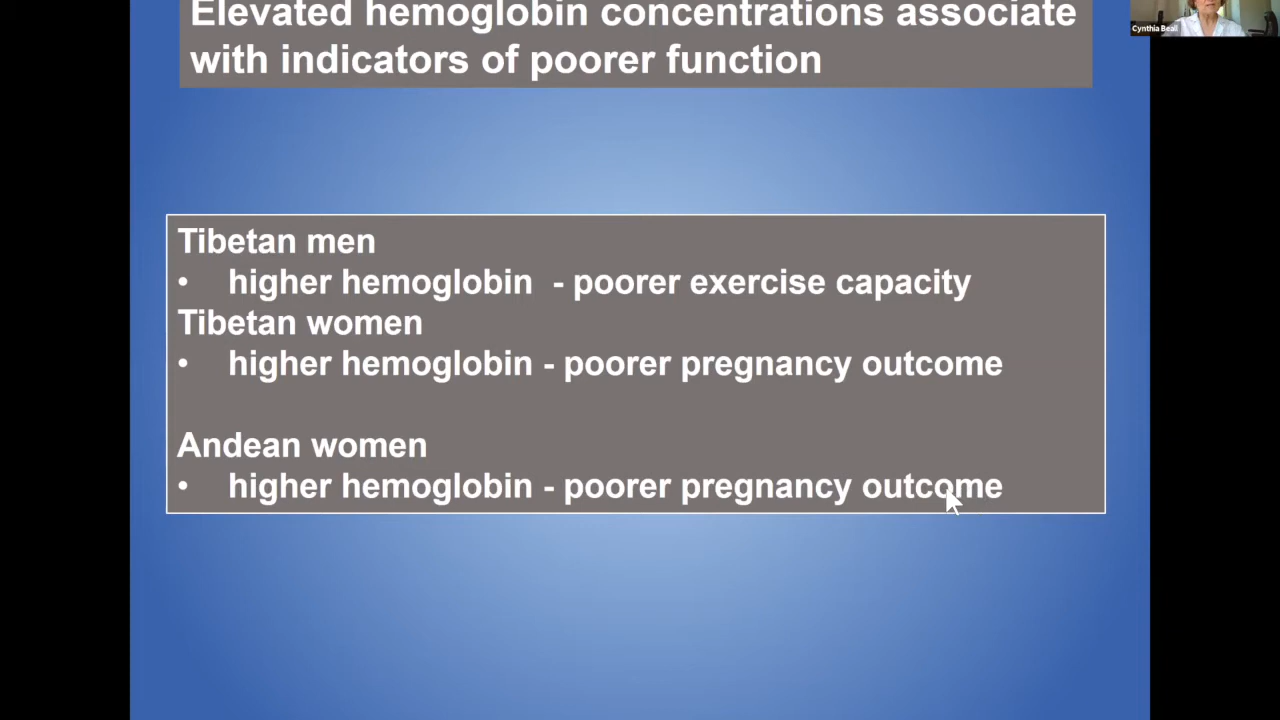 Elevated hemoglobin concentrations associate
with indicators of poorer function
Cynthia Beall
Tibetan men
• higher hemoglobin - poorer exercise capacity
Tibetan women
• higher hemoglobin - poorer pregnancy outcome
Andean women
• higher hemoglobin - poorer pregnancy outcome